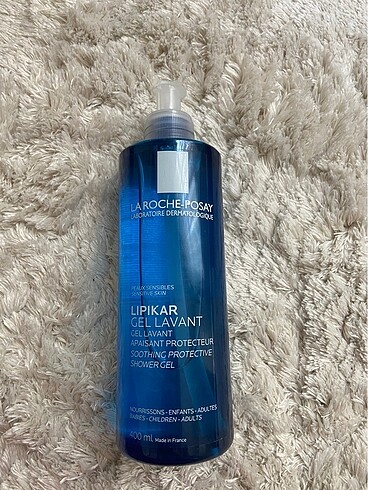 LA ROCHE-POSAY
LABORATOIRE DERMATOLOGIQUE
PEAUX SENSIBLES
SENSITIVE SKIN
LIPIKAR
GEL LAVANT
GEL LAVANT
APAISANT PROTECTEUR
SOOTHING PROTECTIVE
SHOWER GEL
NOURRISSONS - ENFANTS - ADULTES
BABIES - CHILDREN - ADULTS
400 mL Made in France